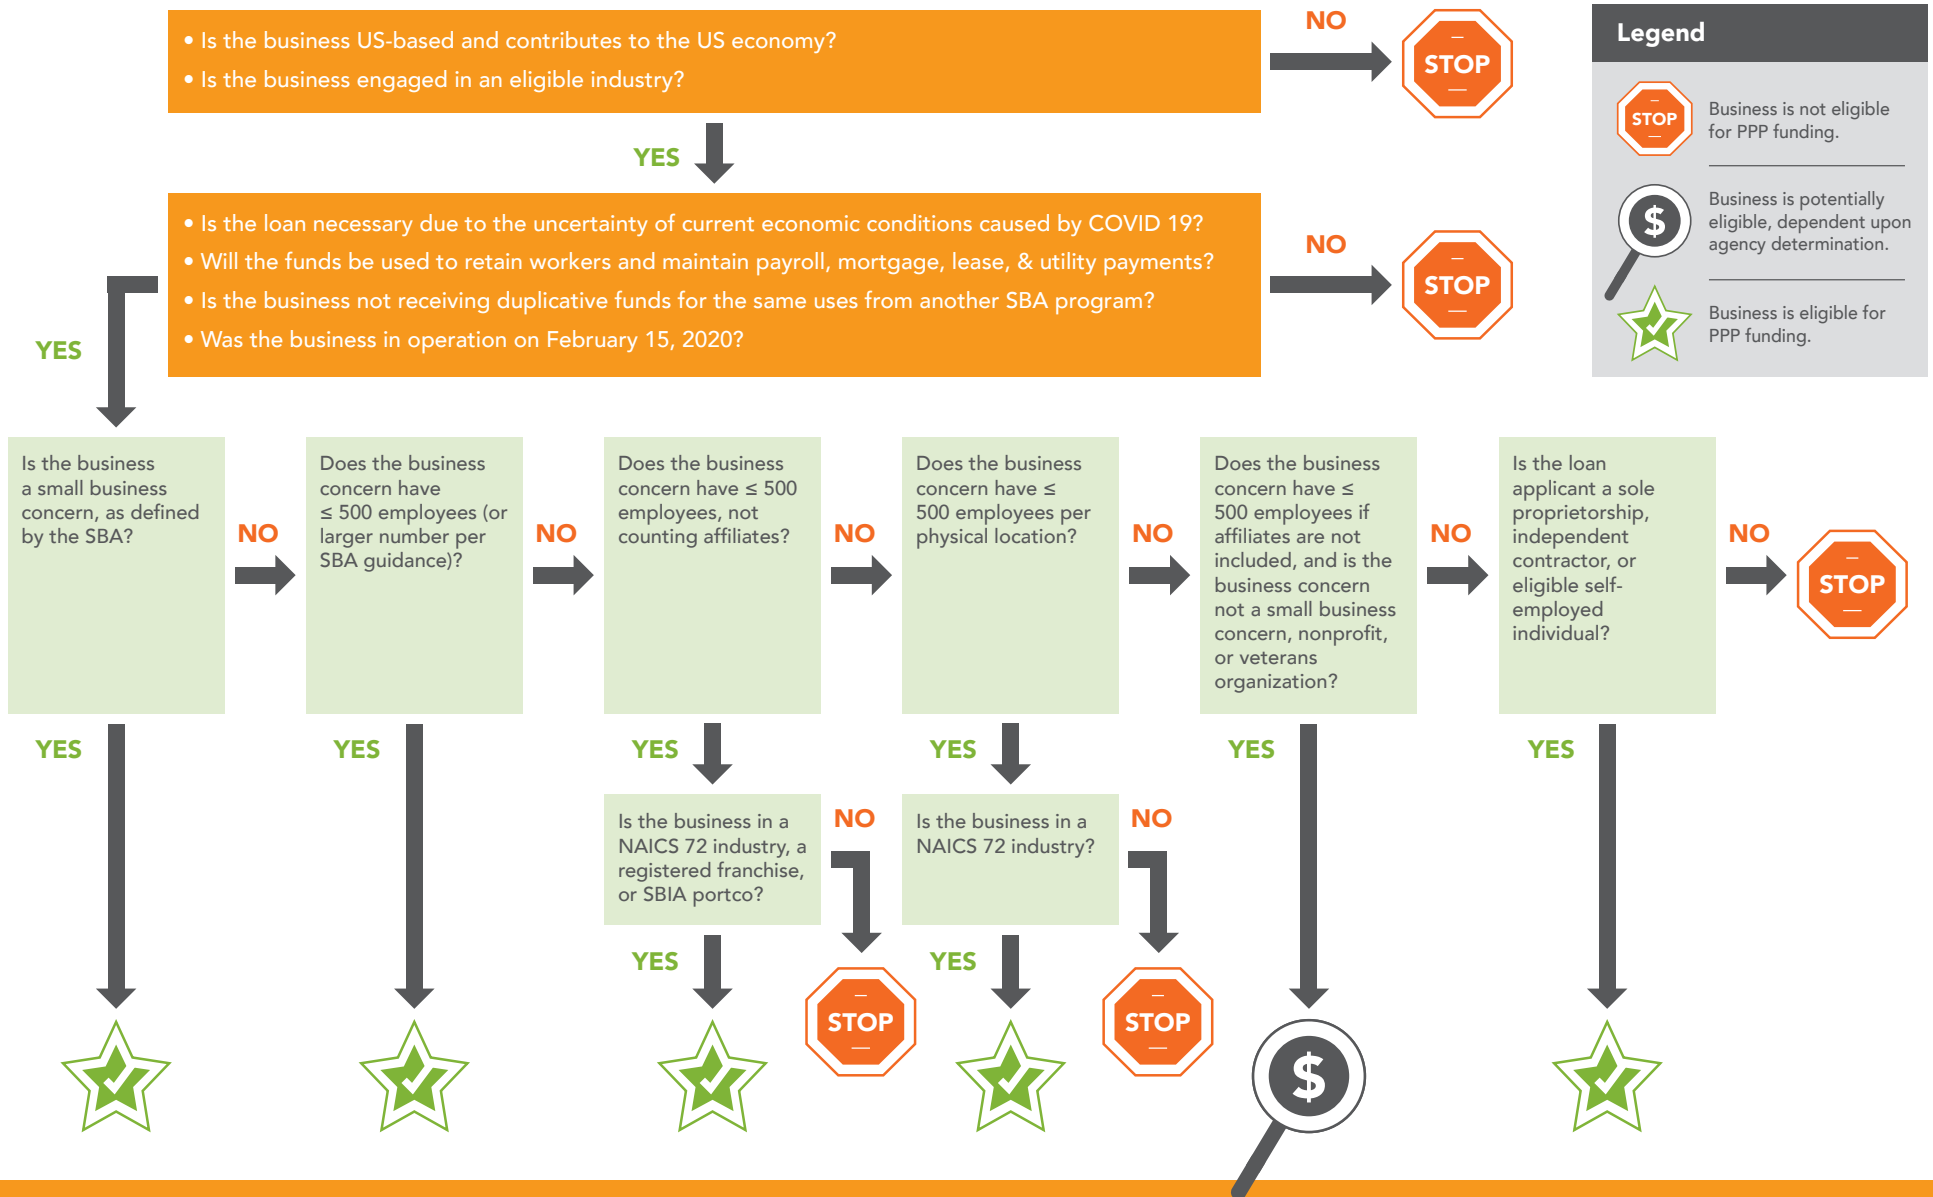 • Is the business US-based and contributes to the US economy?
• Is the business engaged in an eligible industry?
NO
STOP
YES
• Is the loan necessary due to the uncertainty of current economic conditions caused by COVID 19?
• Will the funds be used to retain workers and maintain payroll, mortgage, lease, & utility payments?
• Is the business not receiving duplicative funds for the same uses from another SBA program?
• Was the business in operation on February 15, 2020?
NO
STOP
YES
Legend
STOP
Business is not eligible
for PPP funding.
$
Business is potentially
eligible, dependent upon
agency determination.
Business is eligible for
PPP funding.
Is the business
a small business
concern, as defined
by the SBA?
NO
YES
Does the business
concern have
≤ 500 employees (or
larger number per
SBA guidance)?
NO
YES
Does the business
concern have ≤ 500
employees, not
counting affiliates?
NO
YES
Is the business in a
NAICS 72 industry, a
registered franchise,
or SBIA portco?
NO
STOP
YES
Does the business
concern have ≤
500 employees per
physical location?
NO
YES
Is the business in a
NAICS 72 industry?
NO
STOP
YES
Does the business
concern have ≤
500 employees if
affiliates are not
included, and is the
business concern
not a small business
concern, nonprofit,
or veterans
organization?
NO
YES
$
Is the loan
applicant a sole
proprietorship,
independent
contractor, or
eligible self-
employed
individual?
NO
STOP
YES